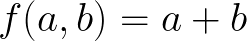 f(a, b) = a + b